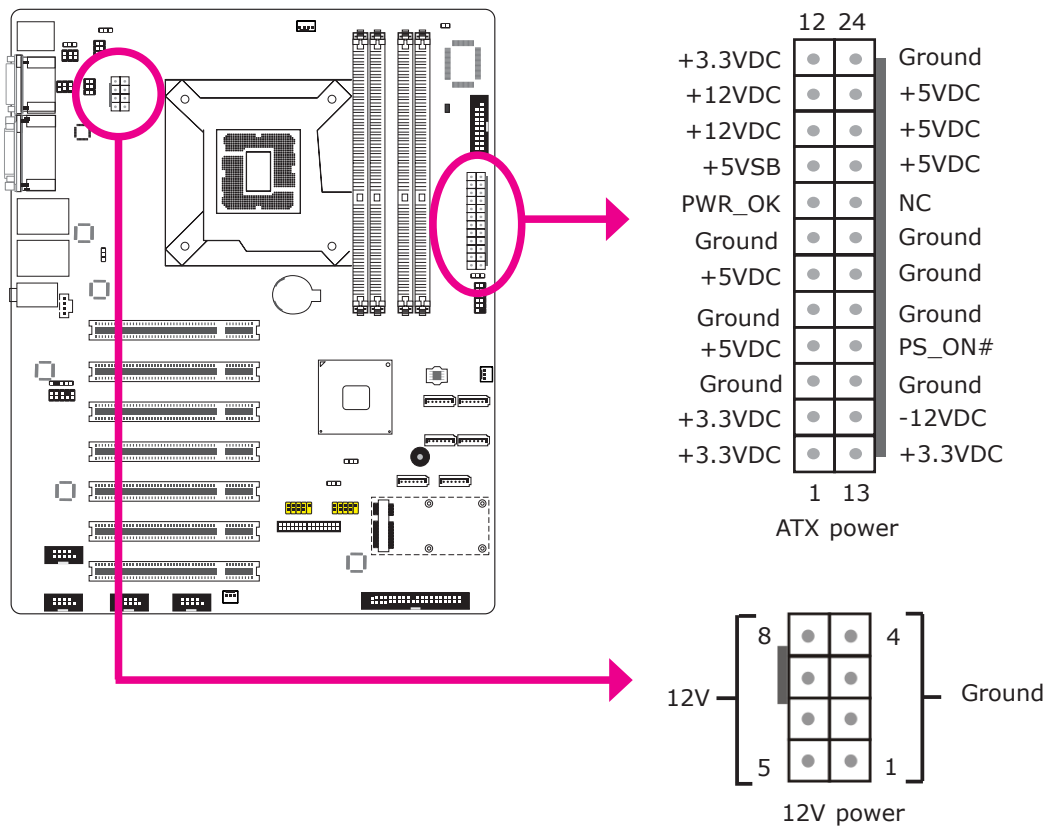 12 24
+3.3VDC Ground
+12VDC +5VDC
+12VDC +5VDC
+5VSB +5VDC
PWR_OK NC
Ground Ground
+5VDC Ground
Ground Ground
+5VDC PS_ON#
Ground Ground
+3.3VDC -12VDC
+3.3VDC +3.3VDC
1 13
ATX power
8 4
12V Ground
5 1
12V power